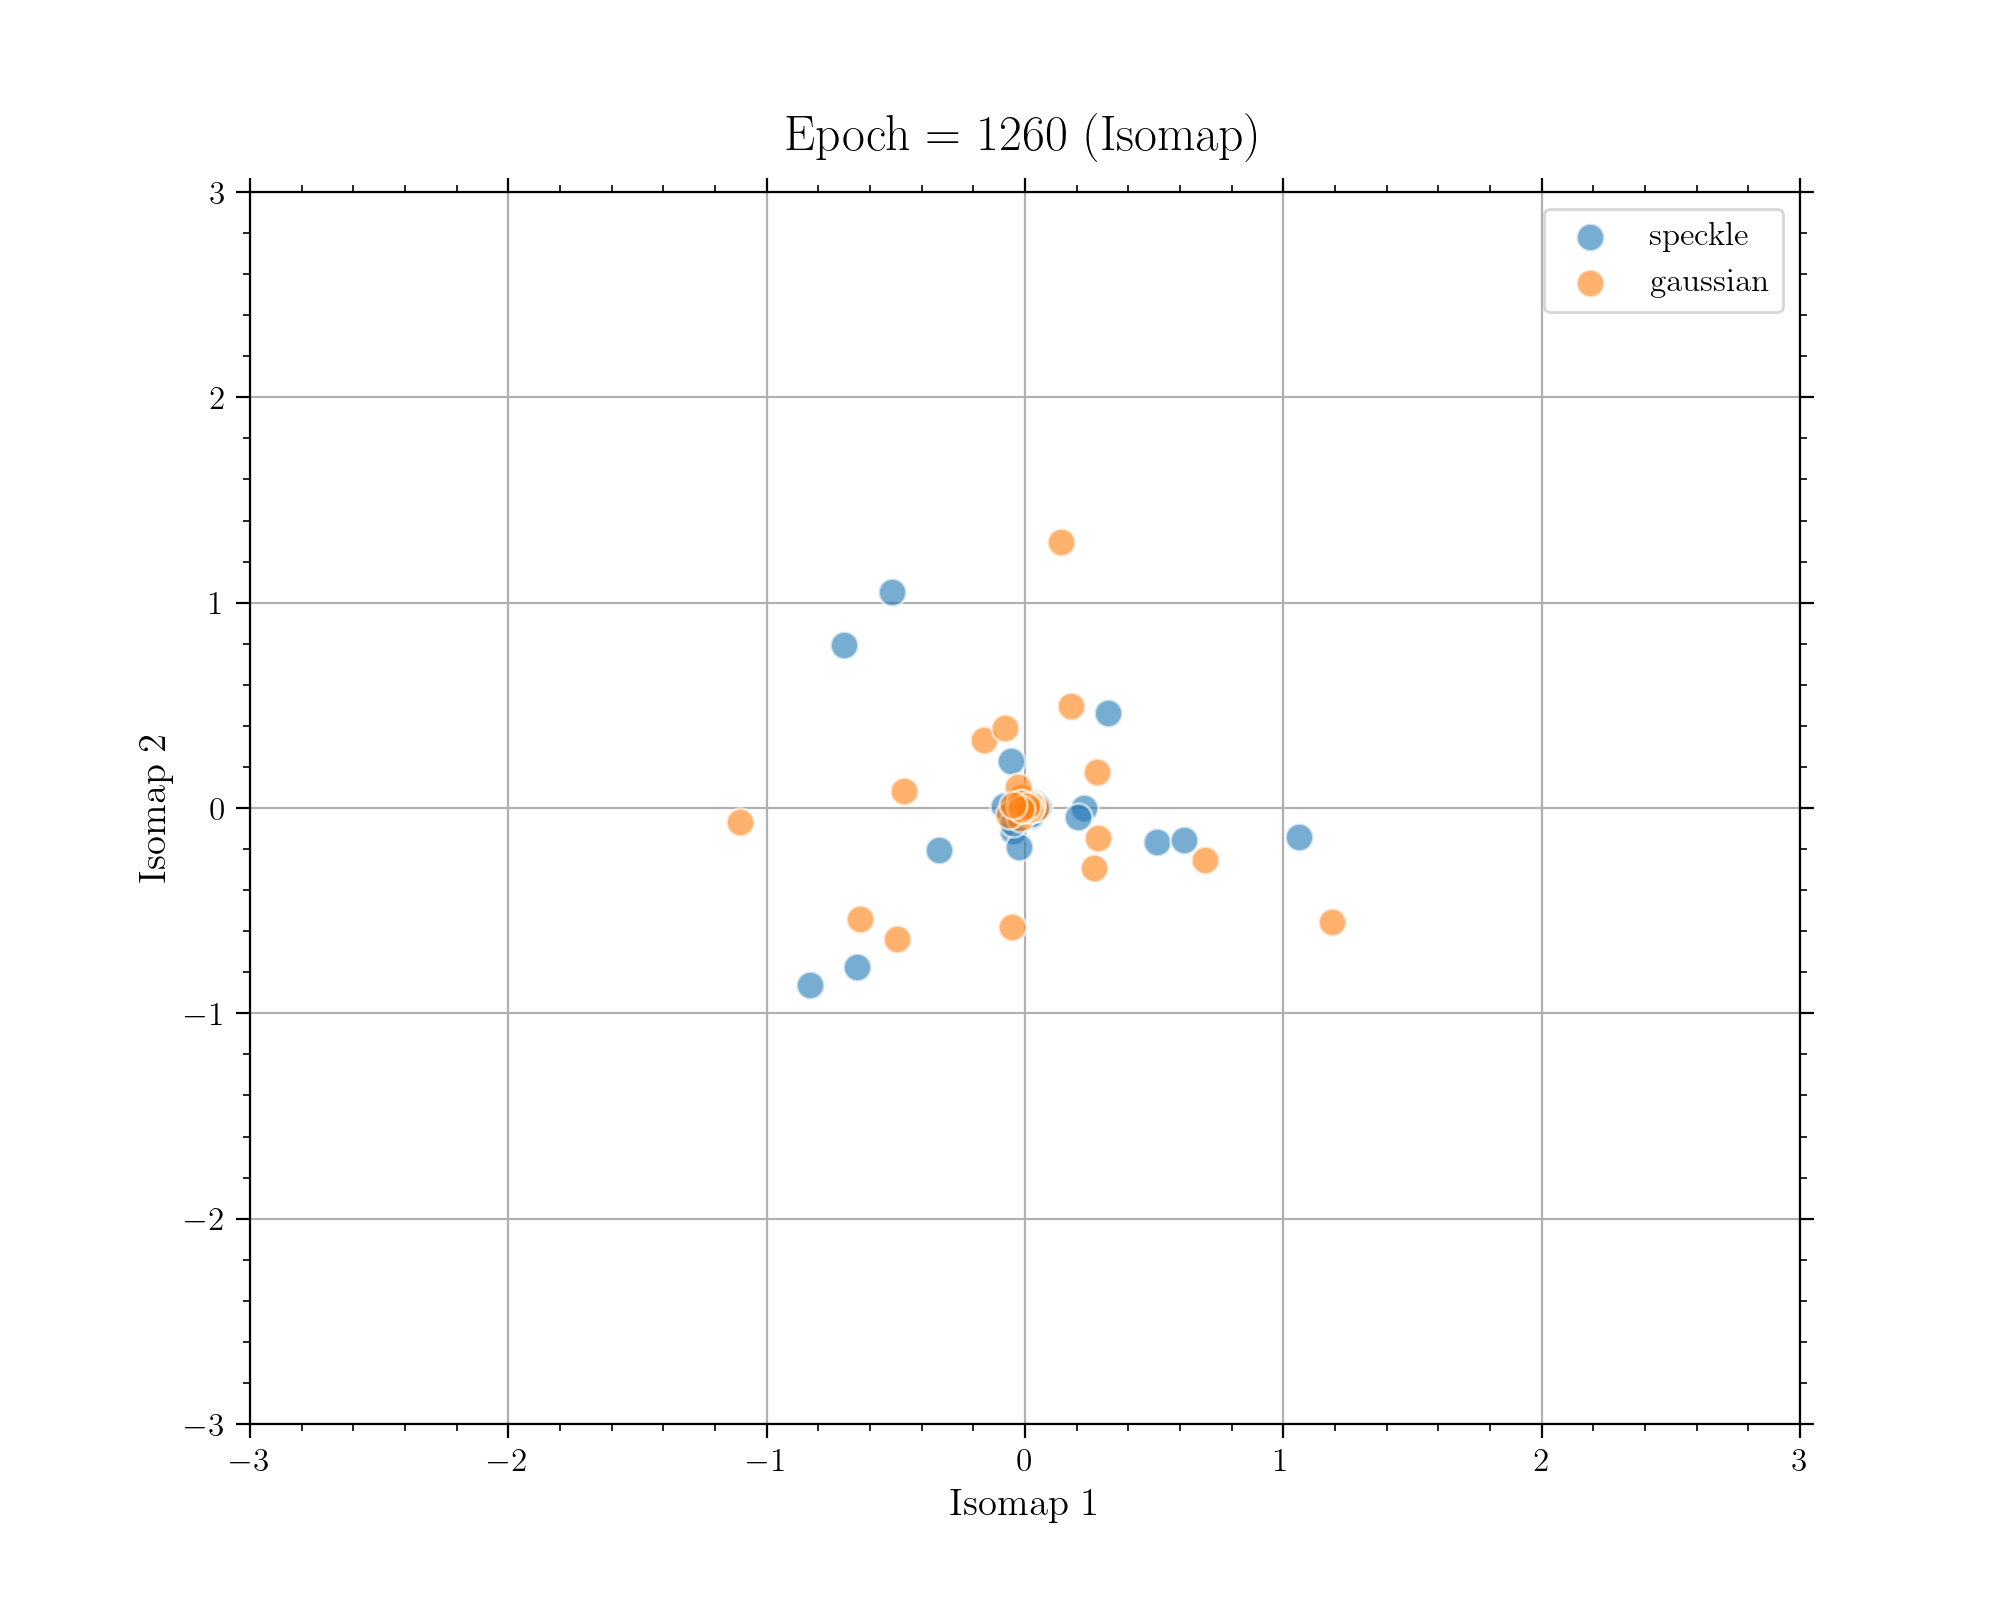 Epoch = 1260 (Isomap)
speckle
gaussian
3
2
1
0
−1
−2
−3
Isomap 2
−3
−2
−1
0
1
2
3
Isomap 1